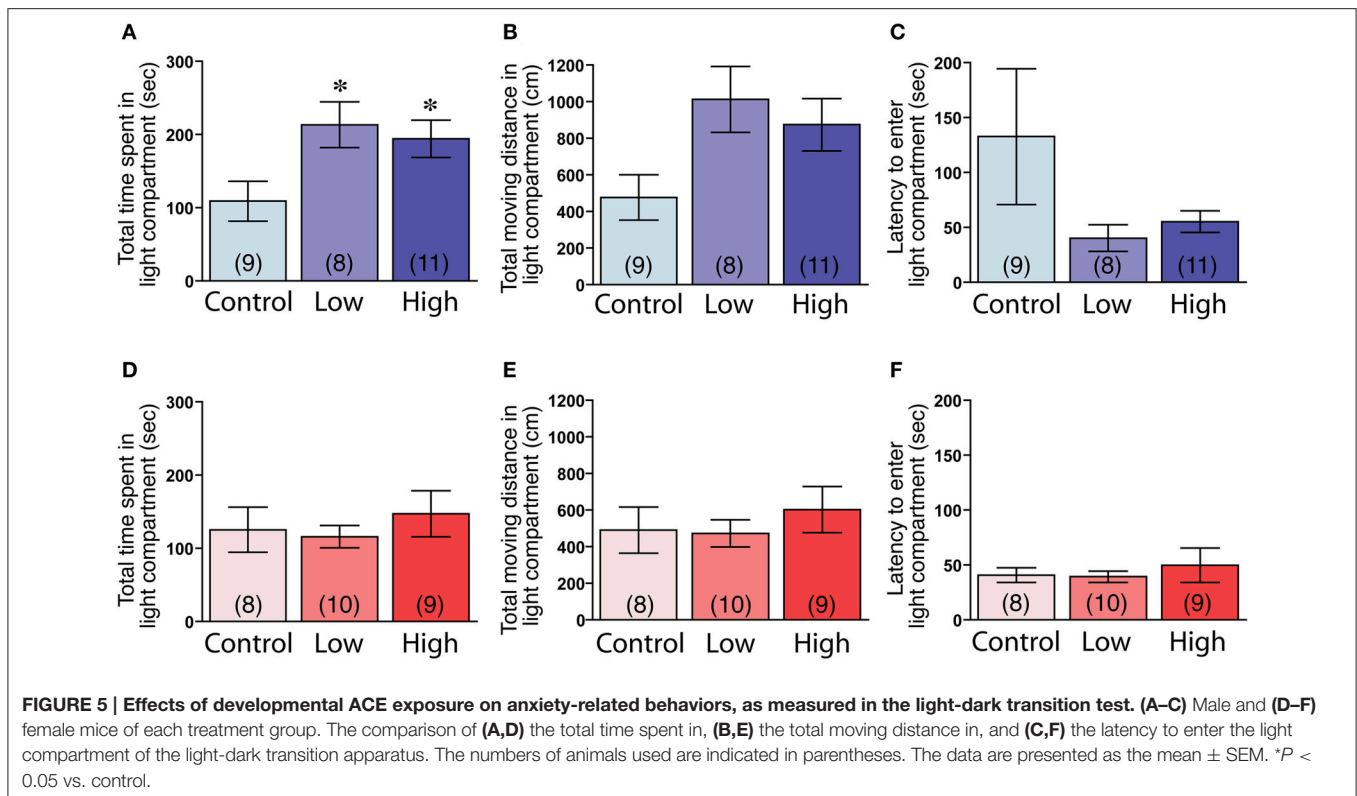 A
Total time spent in
light compartment (sec)
300
200
100
0
*
*
(9)
(8)
(11)
Control
Low
High
B
Total moving distance in
light compartment (cm)
1200
1000
800
600
400
200
0
(9)
(8)
(11)
Control
Low
High
C
Latency to enter
light compartment (sec)
200
150
100
50
0
(9)
(8)
(11)
Control
Low
High
D
Total time spent in
light compartment (sec)
300
200
100
0
(8)
(10)
(9)
Control
Low
High
E
Total moving distance in
light compartment (cm)
1200
1000
800
600
400
200
0
(8)
(10)
(9)
Control
Low
High
F
Latency to enter
light compartment (sec)
200
150
100
50
0
(8)
(10)
(9)
Control
Low
High
FIGURE 5 | Effects of developmental ACE exposure on anxiety-related behaviors, as measured in the light-dark transition test. (A–C) Male and (D–F)
female mice of each treatment group. The comparison of (A,D) the total time spent in, (B,E) the total moving distance in, and (C,F) the latency to enter the light
compartment of the light-dark transition apparatus. The numbers of animals used are indicated in parentheses. The data are presented as the mean ± SEM. *P <
0.05 vs. control.